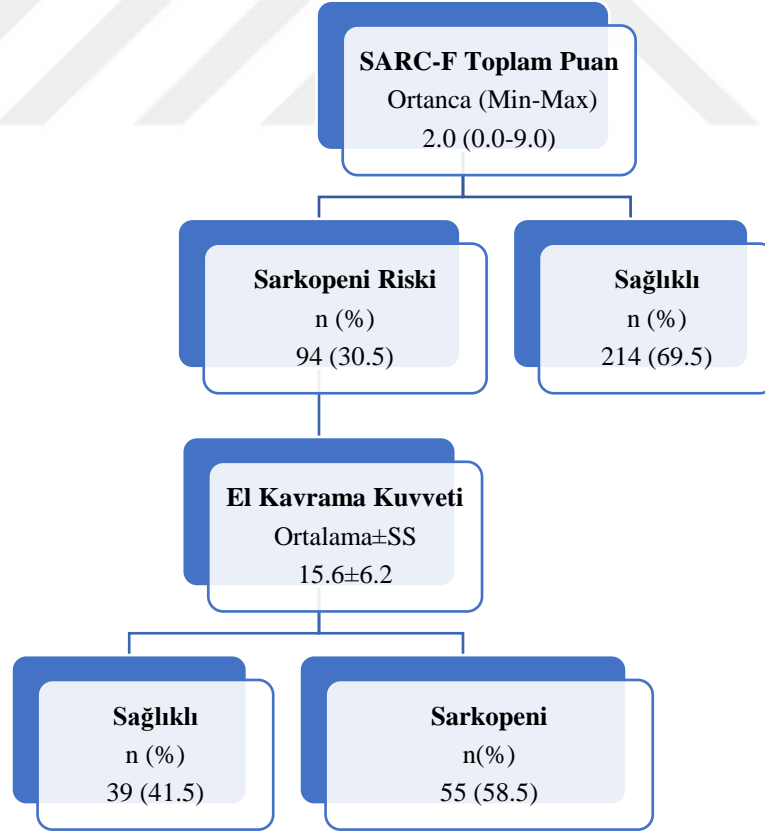 SARC-F Toplam Puan
Ortanca (Min-Max)
2.0 (0.0-9.0)
Sarkopeni Riski
n (%)
94 (30.5)
Sağlıklı
n (%)
214 (69.5)
El Kavrama Kuvveti
Ortalama±SS
15.6±6.2
Sağlıklı
n (%)
39 (41.5)
Sarkopeni
n(%)
55 (58.5)